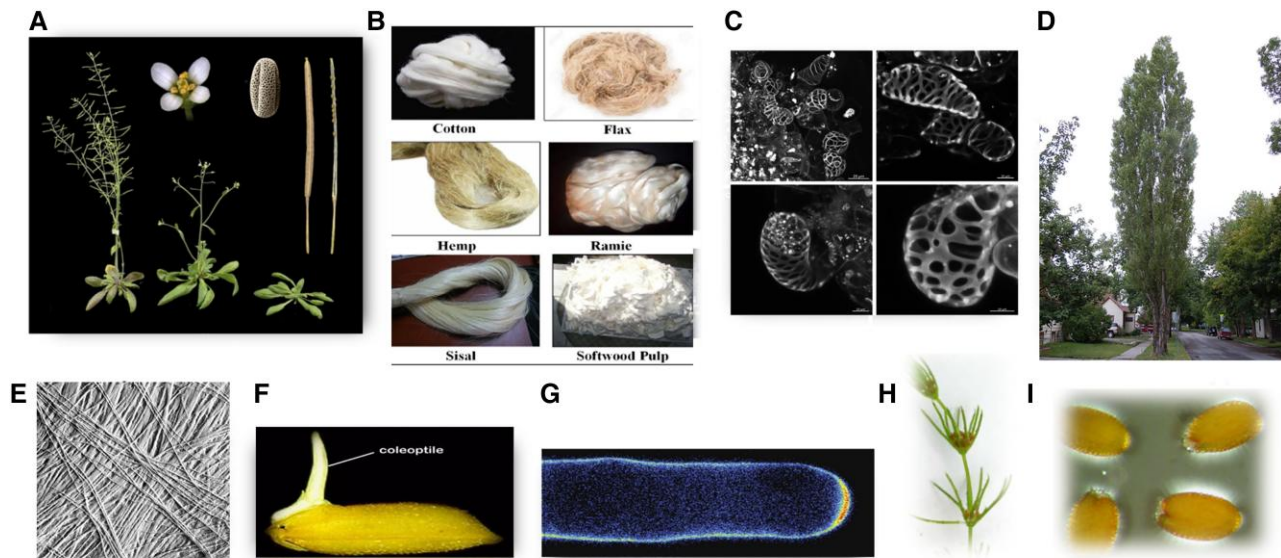 A
B
C
D
Cotton
Flax
Hemp
Ramie
Sisal
Softwood Pulp
E
F
G
H
I
coleoptile